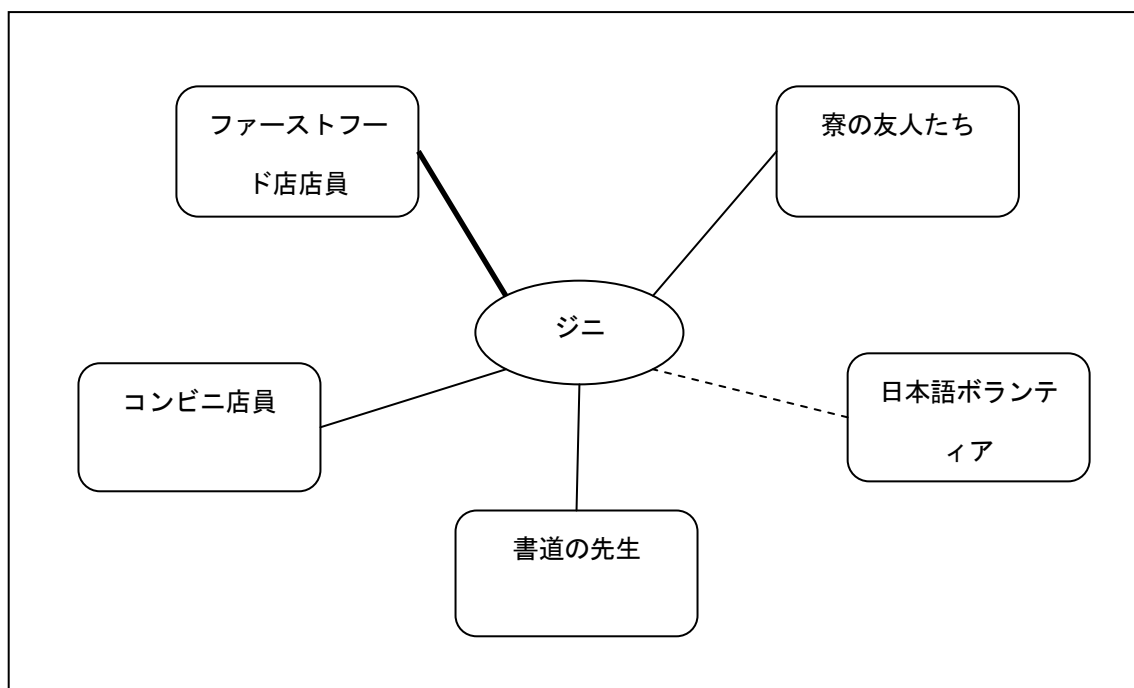 ファーストフー
ド店店員
寮の友人たち
ジニ
コンビニ店員
日本語ボランテ
ィア
書道の先生